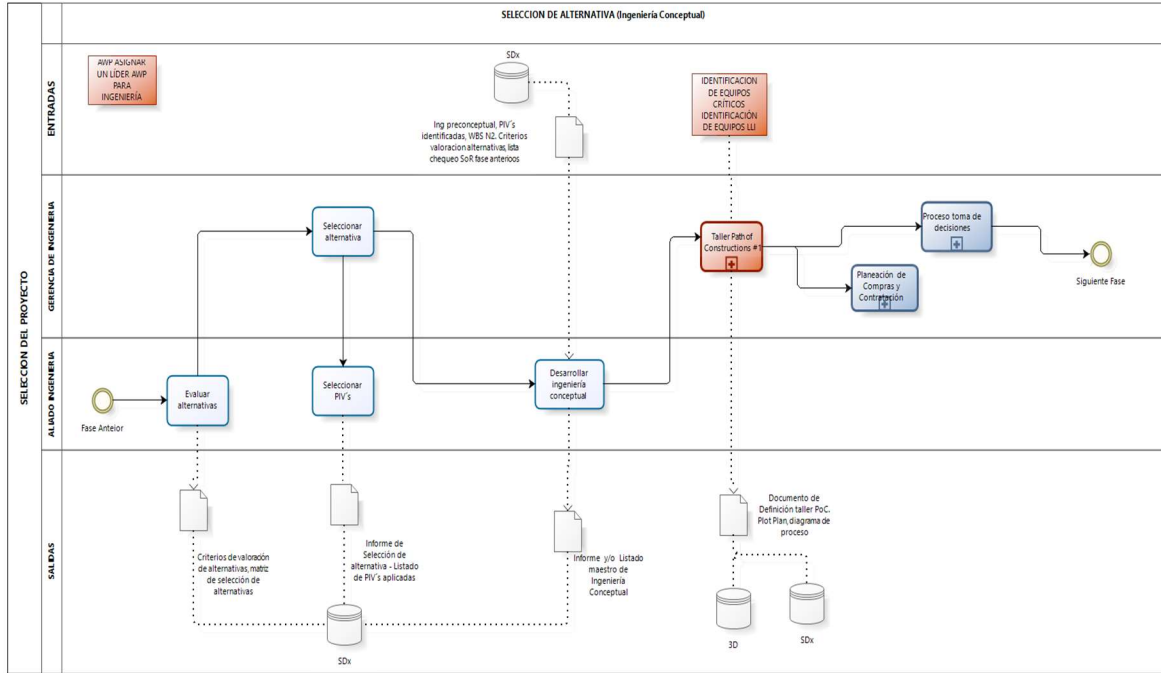 SELECCION DE ALTERNATIVA (Ingeniería Conceptual)
SELECCION DEL PROYECTO
ENTRADAS
AWP ASIGNAR
UN LÍDER AWP
PARA
INGENIERÍA
SDx
Ing preconceptual, PIV´s
identificadas, WBS N2. Criterios
valoracion alternativas, lista
chequeo SoR fase anterioos
IDENTIFICACION
DE EQUIPOS
CRÍTICOS
IDENTIFICACIÓN
DE EQUIPOS LLI
GERENCIA DE INGENIERIA
Seleccionar
alternativa
Taller Path of
Constructions #1
Proceso toma de
decisiones
Planeación de
Compras y
Contratación
Siguiente Fase
ALIADO INGENIERIA
Fase Anteior
Evaluar
alternativas
Seleccionar
PIV´s
Desarrollar
ingeniería
conceptual
SALIDAS
Criterios de valoración
de alternativas, matriz
de selección de
alternativas
Informe de
Selección de
alternativa - Listado
de PIV´s aplicadas
SDx
Informe y/o Listado
maestro de
Ingeniería
Conceptual
Documento de
Definición taller PoC.
Plot Plan, diagrama de
proceso
3D
SDx